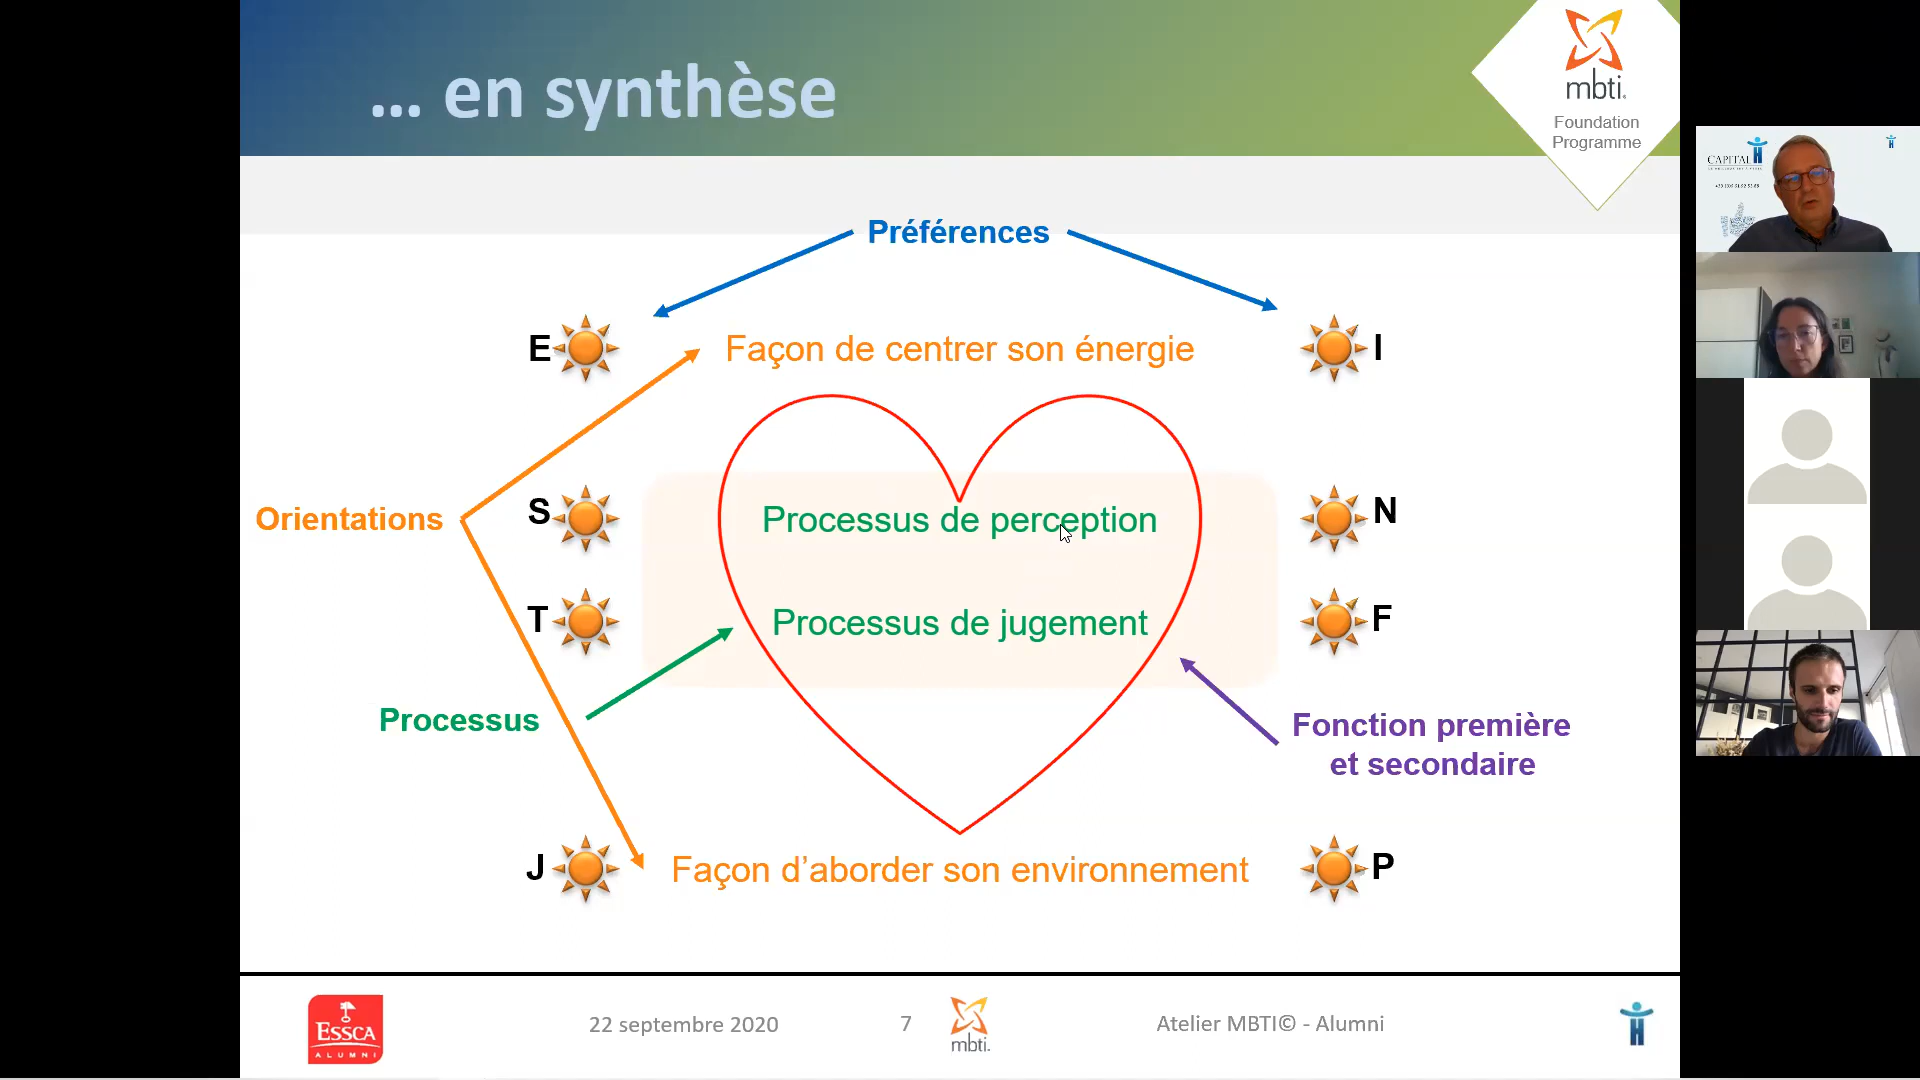 ... en synthèse
mbti.
Foundation
Programme
Préférences
E
Façon de centrer son énergie
I
Orientations
S
Processus de perception
N
T
Processus de jugement
F
Processus
Fonction première
et secondaire
J
Façon d'aborder son environnement
P
ESSCA
ALUMNI
22 septembre 2020
7
mbti.
Atelier MBTI© - Alumni
CAPITAL H